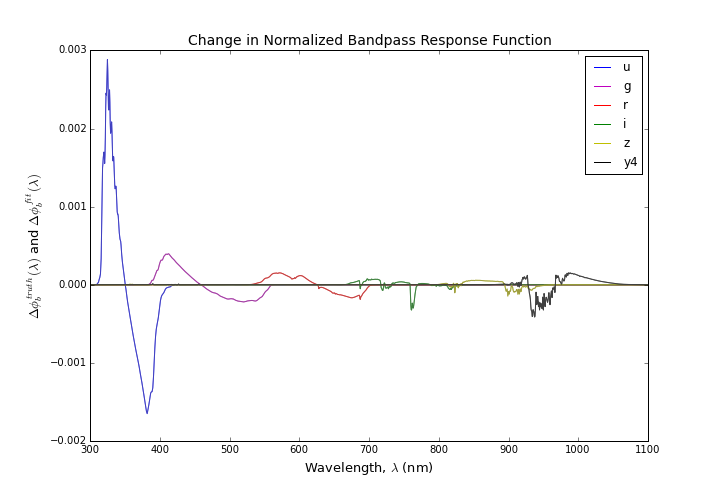 Change in Normalized Bandpass Response Function
0.003
0.002
0.001
0.000
−0.001
−0.002
Δϕ_b^{truth}(λ) and Δϕ_b^{fit}(λ)
u
g
r
i
z
y4
300 400 500 600 700 800 900 1000 1100
Wavelength, λ (nm)